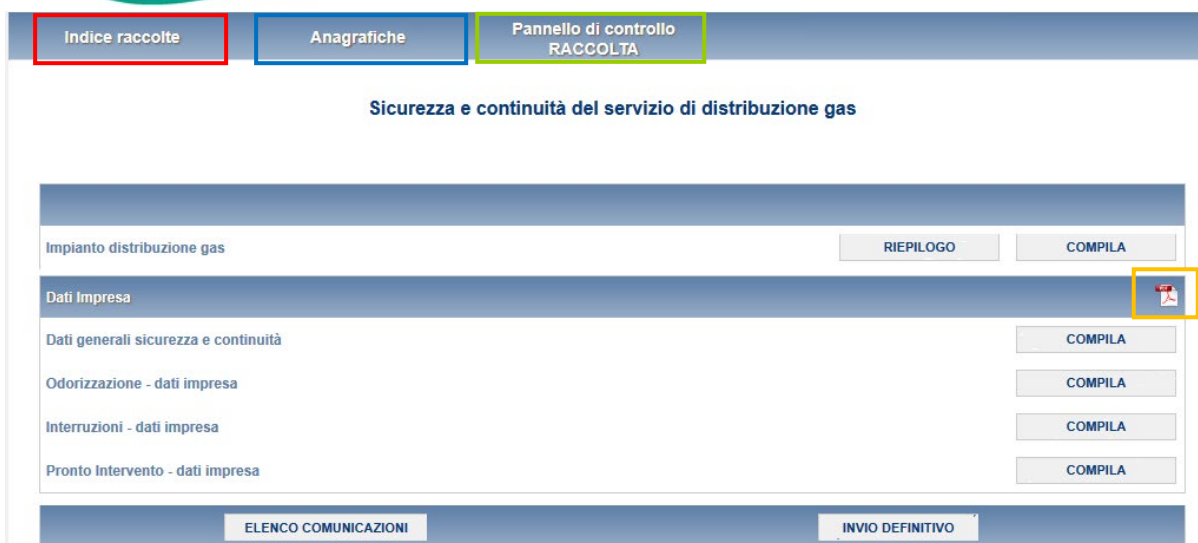 Indice raccolte Anagrafiche Pannello di controllo
RACCOLTA
Sicurezza e continuità del servizio di distribuzione gas
Impianto distribuzione gas RIEPILOGO COMPILA
Dati Impresa
Dati generali sicurezza e continuità COMPILA
Odorizzazione - dati impresa COMPILA
Interruzioni - dati impresa COMPILA
Pronto Intervento - dati impresa COMPILA
ELENCO COMUNICAZIONI INVIO DEFINITIVO